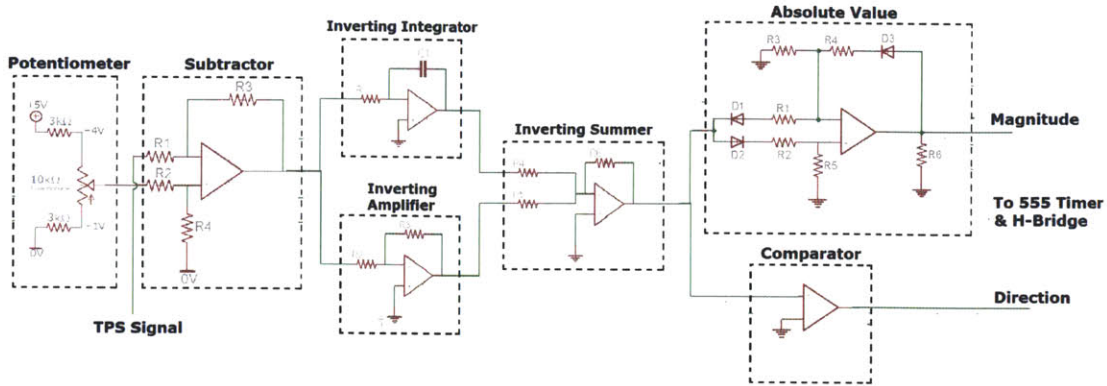 Absolute Value
Inverting Integrator
Potentiometer
Subtractor
R3
R4
D3
R3
+5V
3kΩ
~4V
D1
R1
Magnitude
Inverting Summer
R1
R2
D2
R2
R5
R6
10kΩ
Inverting
Amplifier
To 555 Timer
& H-Bridge
3kΩ
~1V
R4
0V
0V
Comparator
Direction
TPS Signal